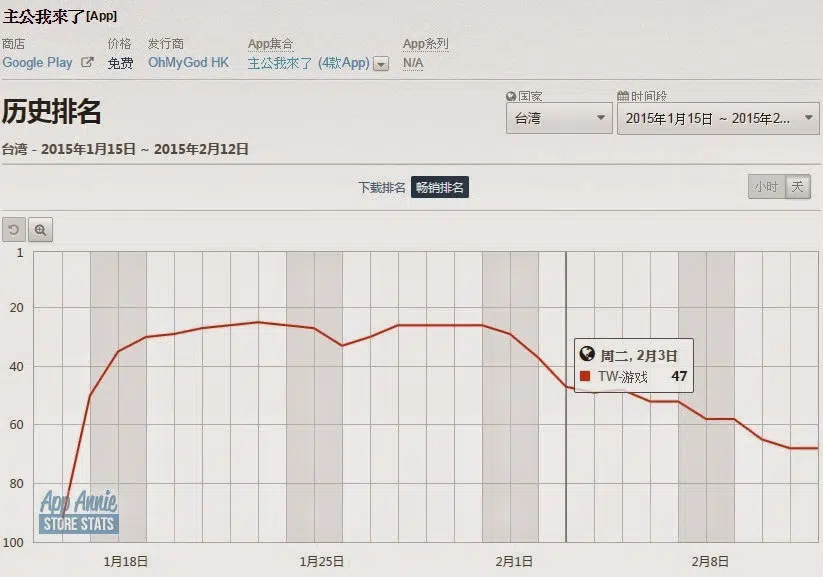 主公我來了[App]
商店 价格 发行商 App集合 App系列
Google Play 免费 OhMyGod HK 主公我來了 (4款App) N/A
历史排名
国家 时间段
台湾 2015年1月15日 ~ 2015年2...
台湾 - 2015年1月15日 ~ 2015年2月12日
下载排名 畅销排名 小时 天
1
20
40
60
80
100
周二, 2月3日
TW-游戏 47
App Annie
STORE STATS
1月18日 1月25日 2月1日 2月8日